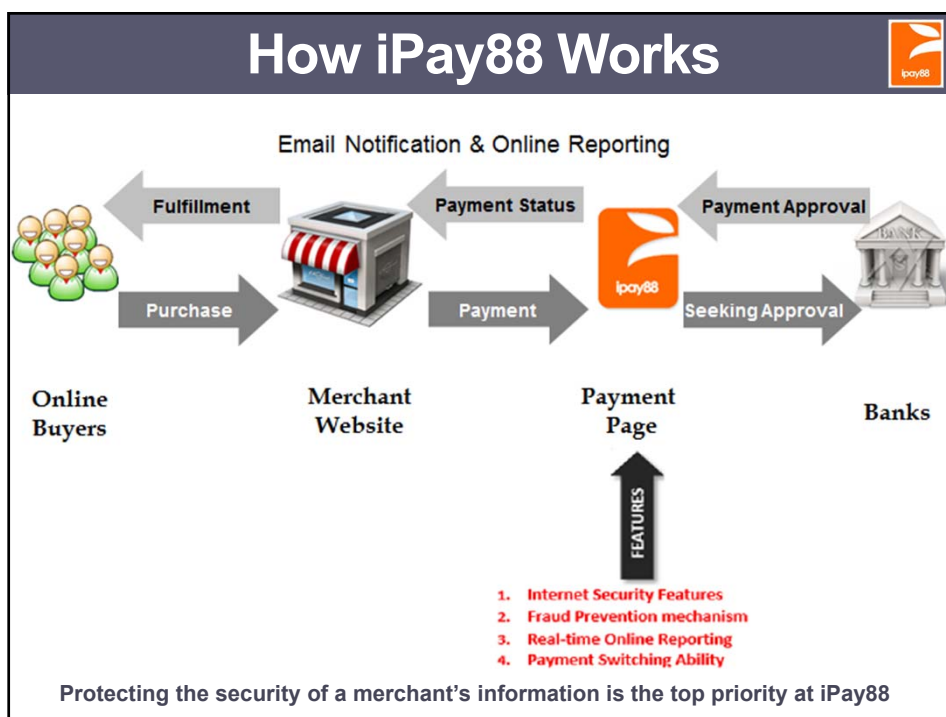 How iPay88 Works
ipay88
Email Notification & Online Reporting
Fulfillment
Payment Status
Payment Approval
BANK
ipay88
Purchase
Payment
Seeking Approval
Online
Buyers
Merchant
Website
Payment
Page
Banks
FEATURES
1. Internet Security Features
2. Fraud Prevention mechanism
3. Real-time Online Reporting
4. Payment Switching Ability
Protecting the security of a merchant's information is the top priority at iPay88